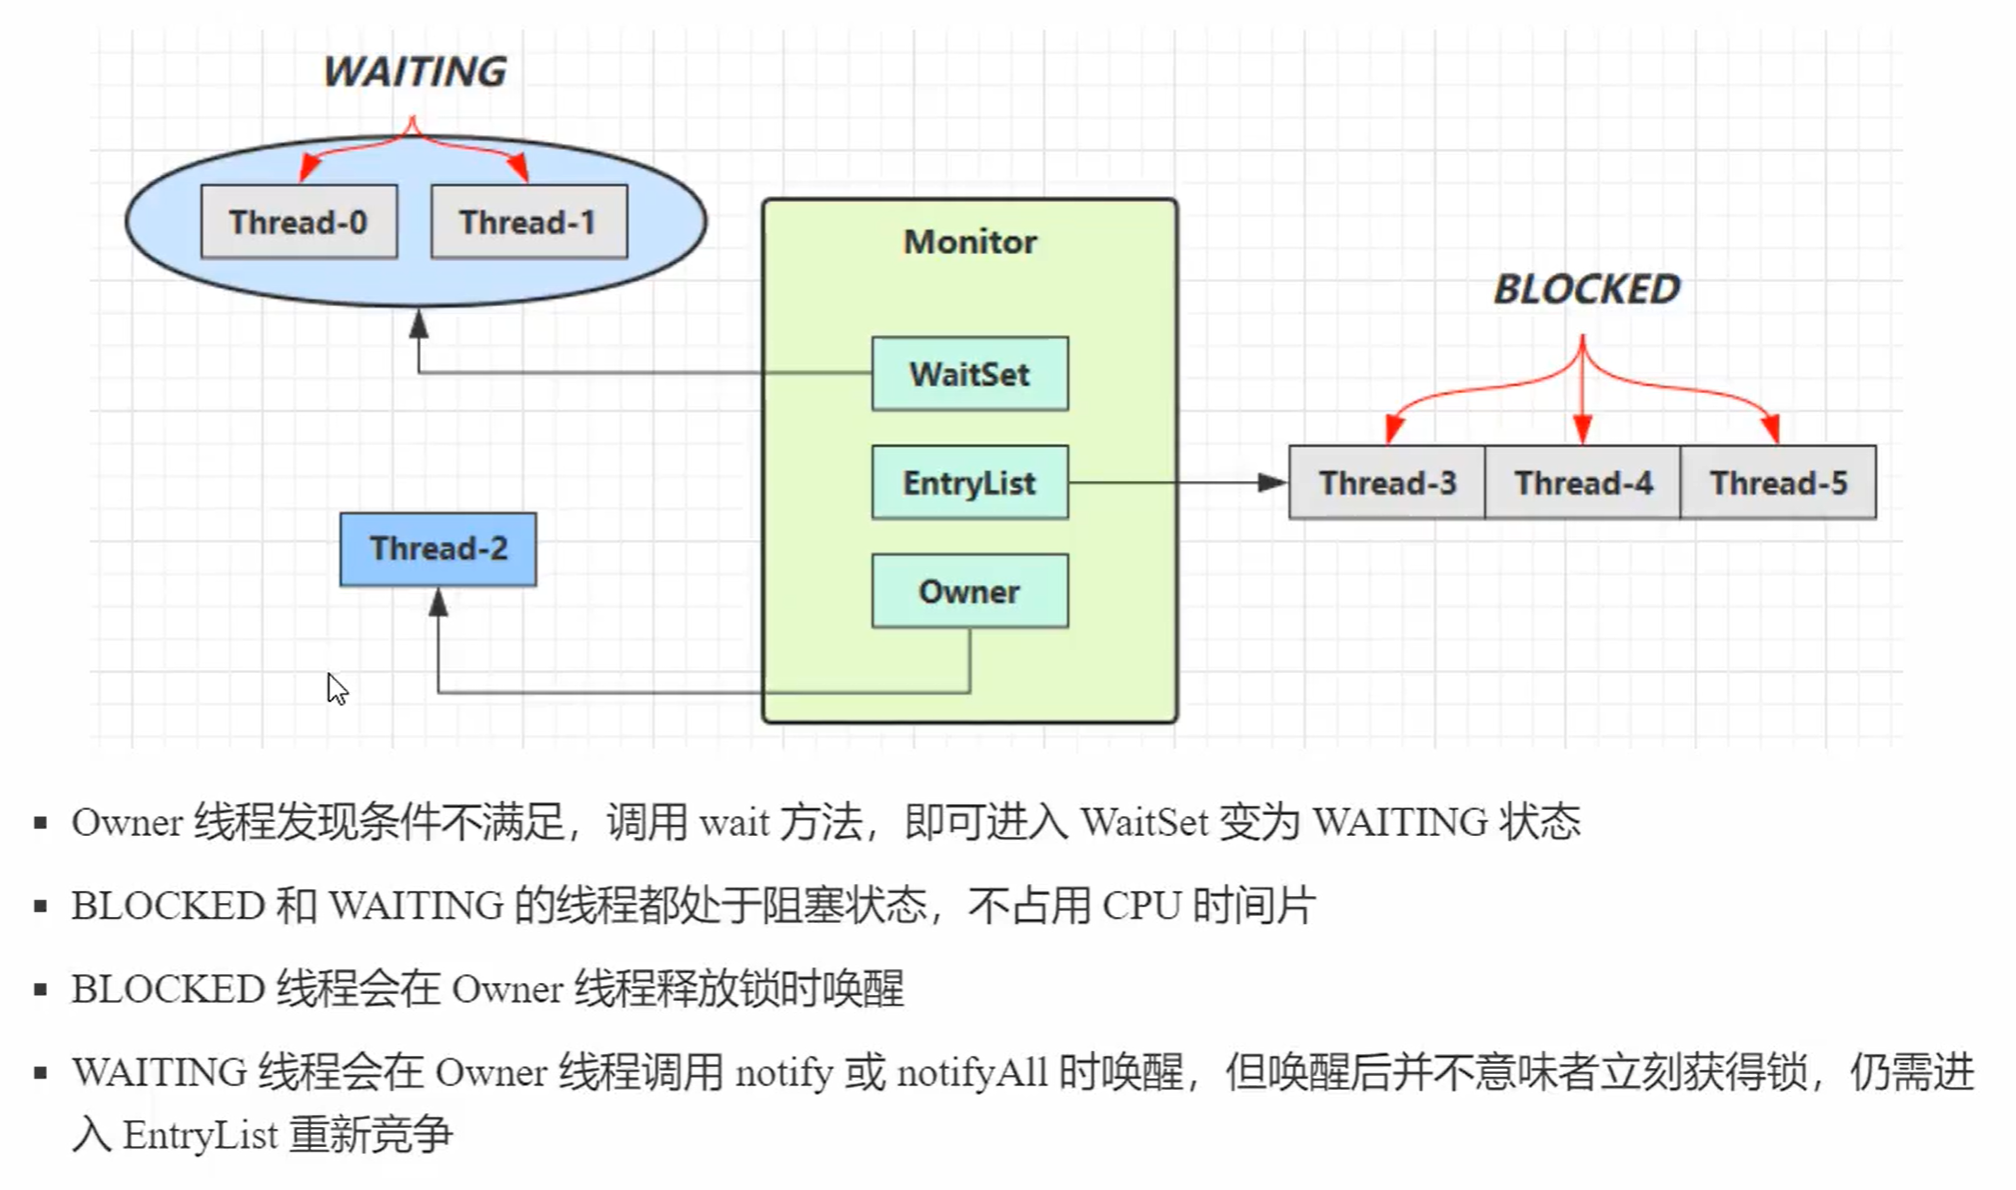 WAITING
Thread-0
Thread-1
Monitor
BLOCKED
WaitSet
EntryList
Thread-3
Thread-4
Thread-5
Thread-2
Owner
▪ Owner 线程发现条件不满足，调用 wait 方法，即可进入 WaitSet 变为 WAITING 状态
▪ BLOCKED 和 WAITING 的线程都处于阻塞状态，不占用 CPU 时间片
▪ BLOCKED 线程会在 Owner 线程释放锁时唤醒
▪ WAITING 线程会在 Owner 线程调用 notify 或 notifyAll 时唤醒，但唤醒后并不意味者立刻获得锁，仍需进
入 EntryList 重新竞争